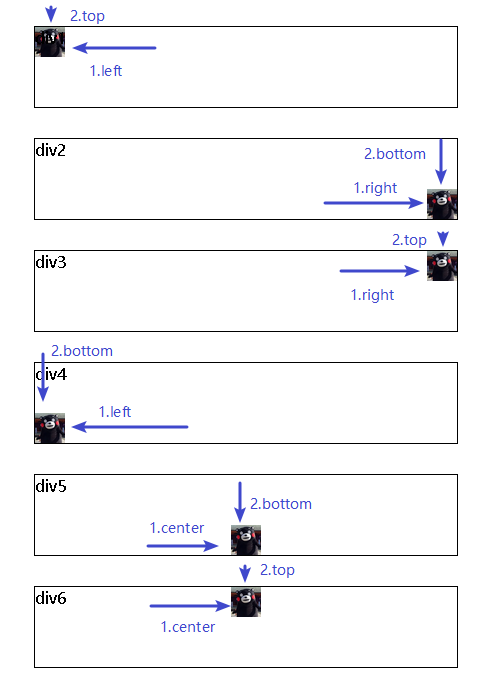 2.top
1.left
div2
2.bottom
1.right
2.top
div3
1.right
2.bottom
div4
1.left
div5
2.bottom
1.center
2.top
div6
1.center